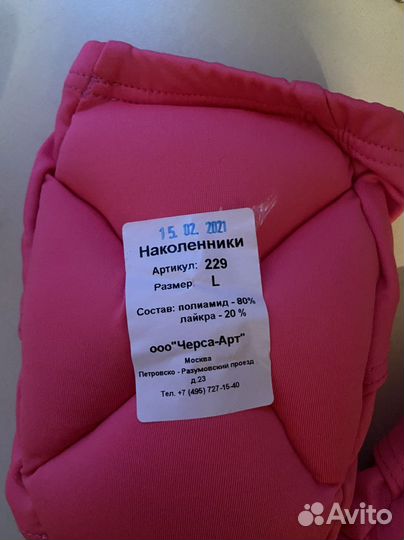 15. 02. 2021
Наколенники
Артикул: 229
Размер L
Состав: полиамид - 80%
лайкра - 20 %
ооо"Черса-Арт"
Москва
Петровско - Разумовский проезд
д.23
Тел. +7 (495) 727-15-40
Avito